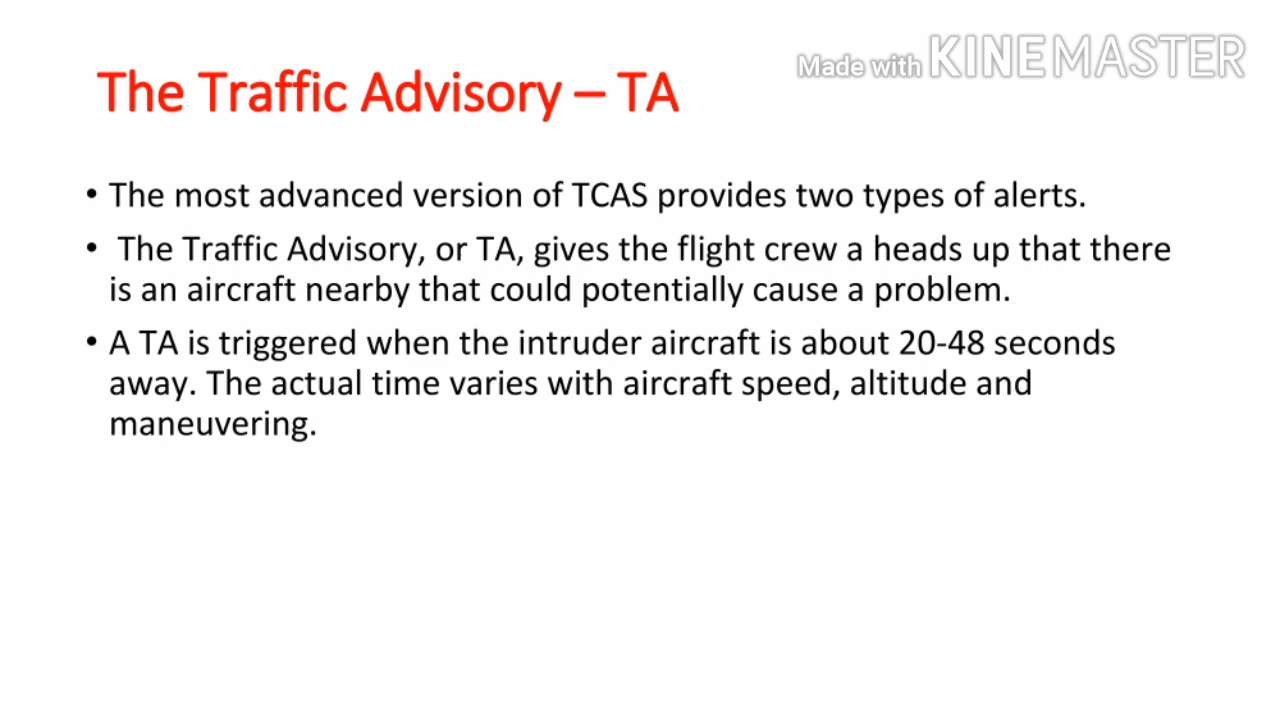 Made with KINEMASTER
The Traffic Advisory – TA
• The most advanced version of TCAS provides two types of alerts.
• The Traffic Advisory, or TA, gives the flight crew a heads up that there
is an aircraft nearby that could potentially cause a problem.
• A TA is triggered when the intruder aircraft is about 20-48 seconds
away. The actual time varies with aircraft speed, altitude and
maneuvering.